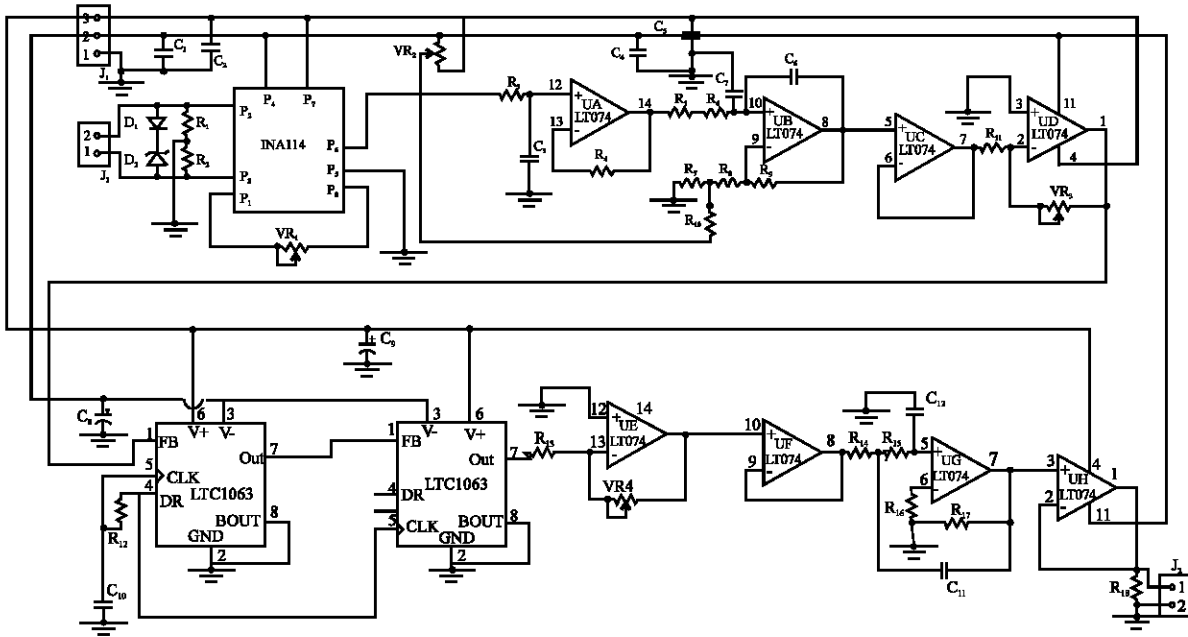 3
2
1
J₁
C₁
C₂
P₄
P₇
VR₂
C₄
C₅
C₇
C₆
2
1
J₂
D₁
D₂
R₁
R₂
P₂
P₁
INA114
P₆
P₅
P₈
VR₁
C₃
12
13
UA
LT074
14
R₄
10
9
UB
LT074
8
R₇
R₈
R₁₀
5
6
UC
LT074
7
R₁₁
3
2
UD
LT074
11
1
4
VR₃
C₈
C₉
6
3
V+
V-
1
FB
5
CLK
4
DR
Out
7
LTC1063
BOUT
8
GND
2
R₁₂
C₁₀
3
6
V-
V+
1
FB
Out
7
LTC1063
4
DR
5
CLK
BOUT
8
GND
2
R₁₃
12
13
UE
LT074
14
VR4
10
9
UF
LT074
8
R₁₄
R₁₅
C₁₂
5
6
UG
LT074
7
R₁₆
R₁₇
C₁₁
3
2
UH
LT074
4
1
11
R₁₈
1
2